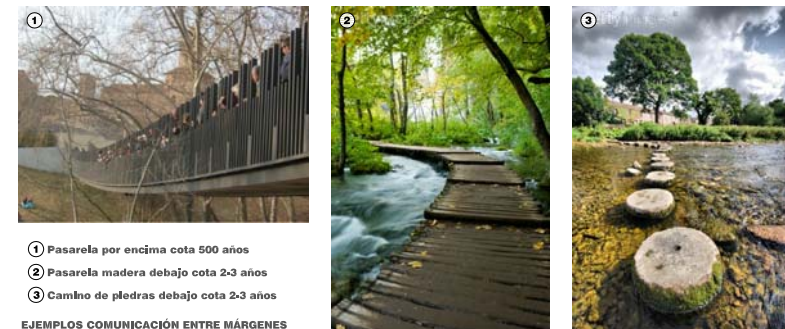 1
2
3
1 Pasarela por encima cota 500 años
2 Pasarela madera debajo cota 2-3 años
3 Camino de piedras debajo cota 2-3 años
EJEMPLOS COMUNICACIÓN ENTRE MÁRGENES